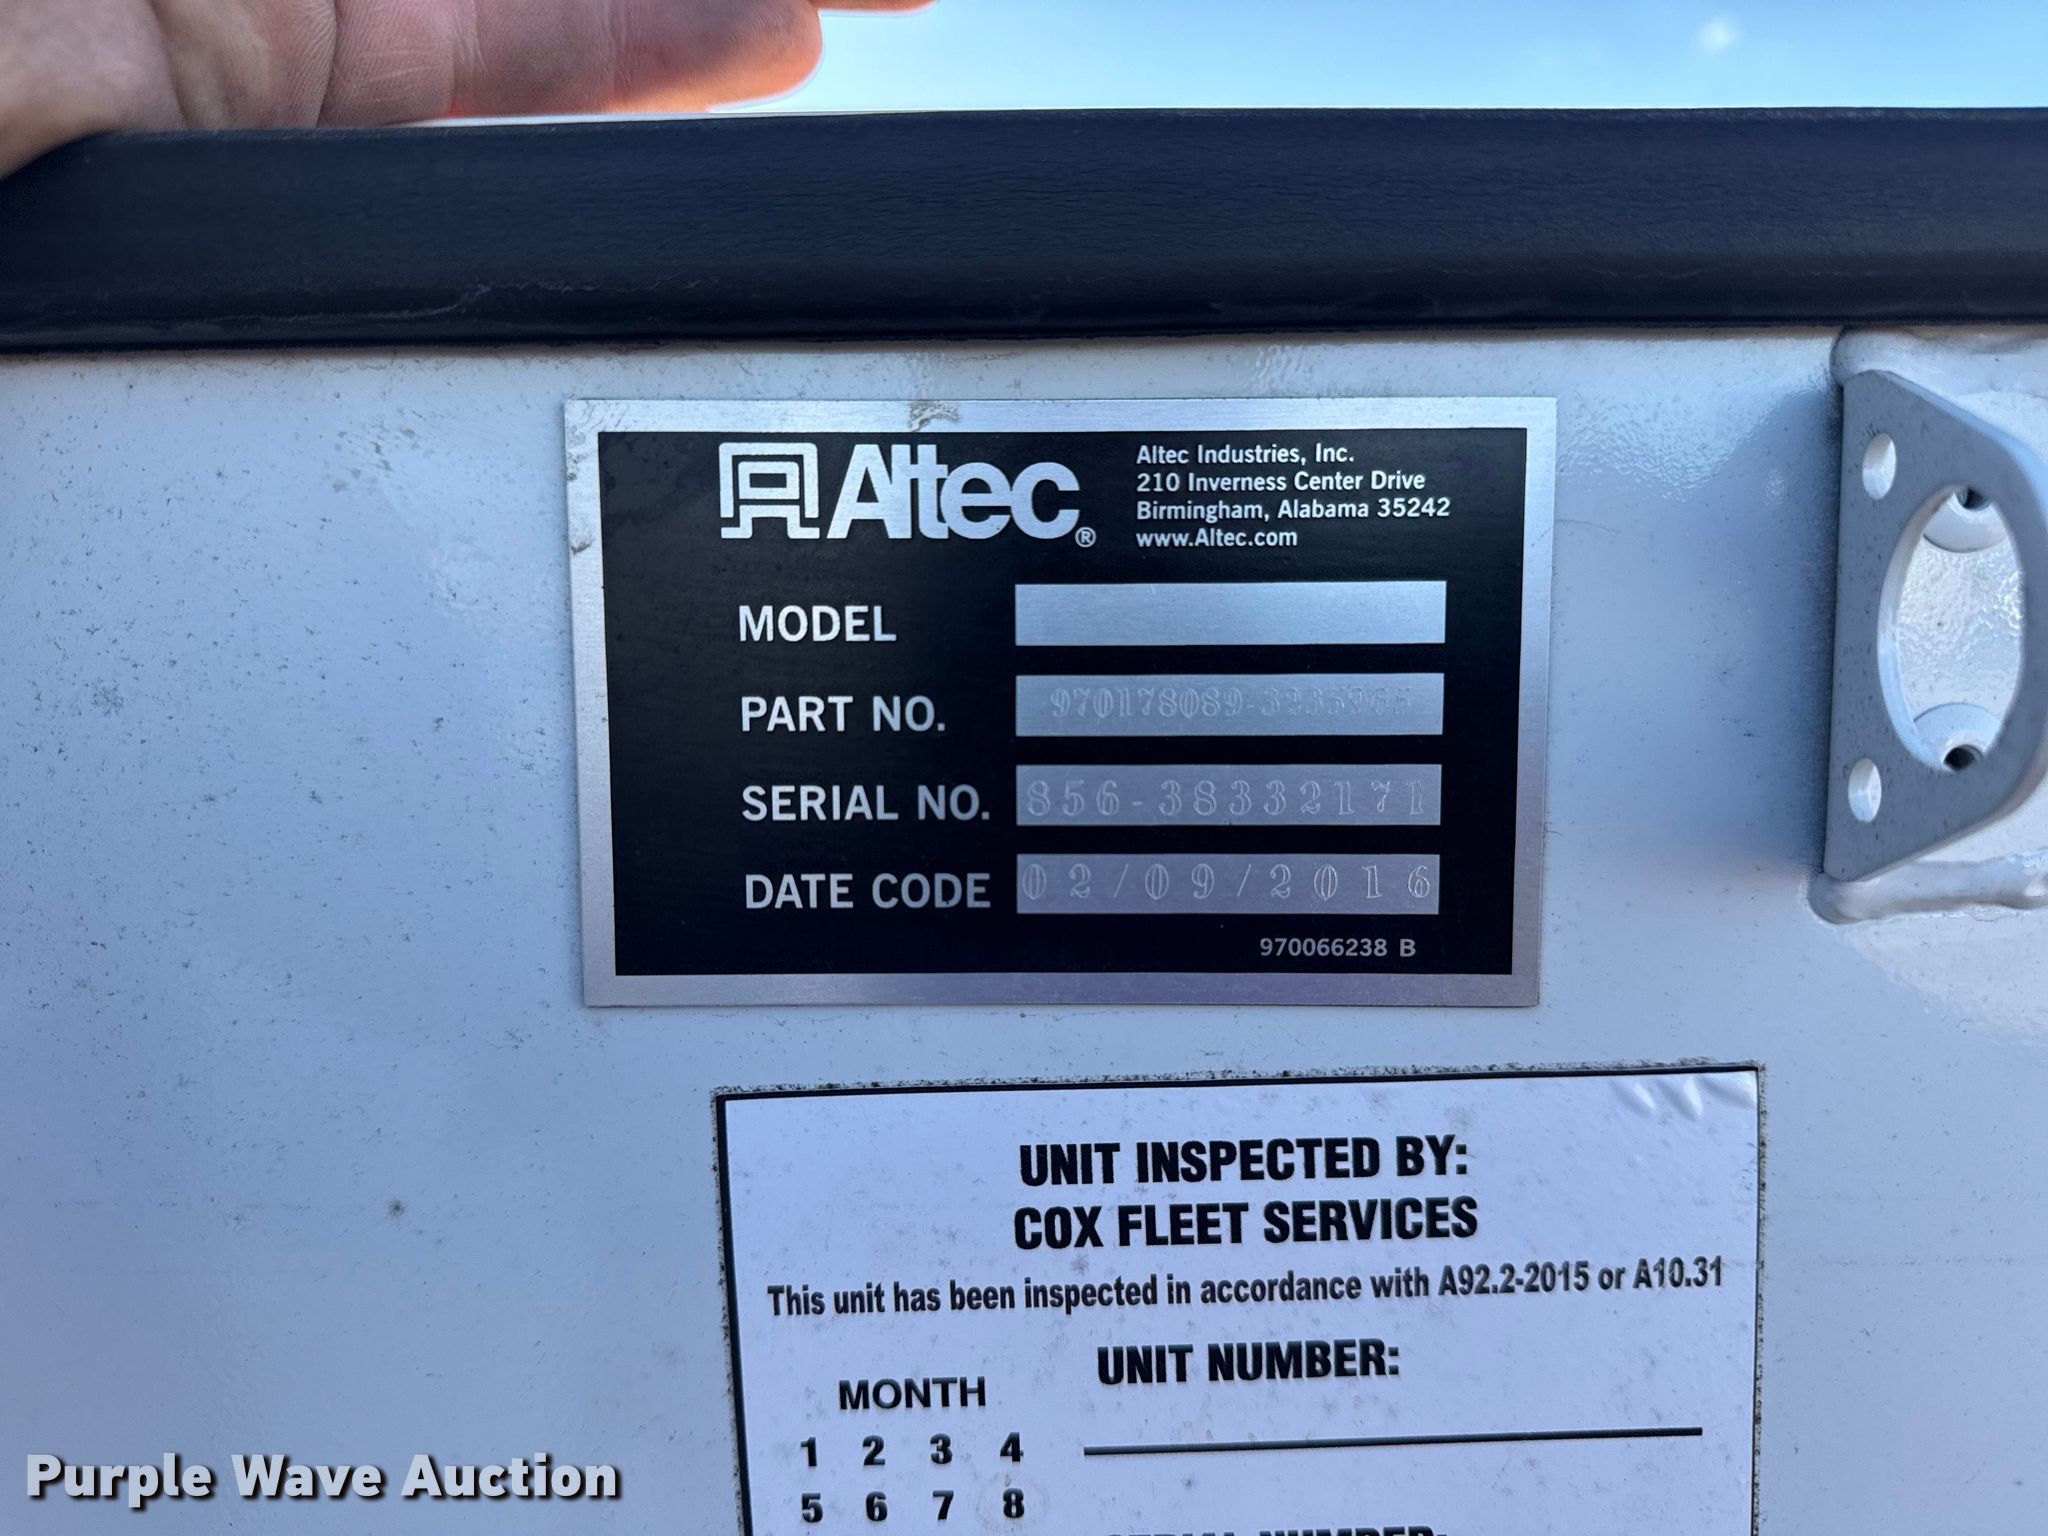 Altec®
Altec Industries, Inc.
210 Inverness Center Drive
Birmingham, Alabama 35242
www.Altec.com
MODEL
PART NO.
SERIAL NO. 856-38332171
DATE CODE 02/09/2016
970066238 B
UNIT INSPECTED BY:
COX FLEET SERVICES
This unit has been inspected in accordance with A92.2-2015 or A10.31
UNIT NUMBER:
MONTH
1 2 3 4
5 6 7 8
SERIAL NUMBER:
Purple Wave Auction